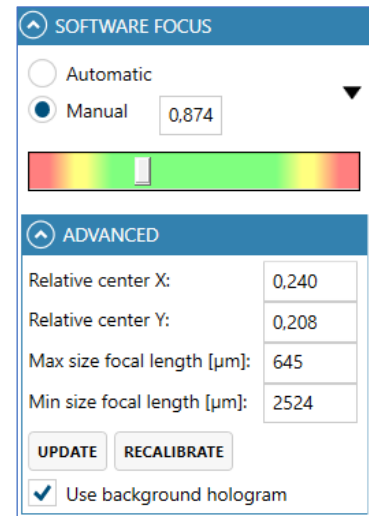 SOFTWARE FOCUS
Automatic
Manual 0,874
ADVANCED
Relative center X: 0,240
Relative center Y: 0,208
Max size focal length [µm]: 645
Min size focal length [µm]: 2524
UPDATE RECALIBRATE
Use background hologram